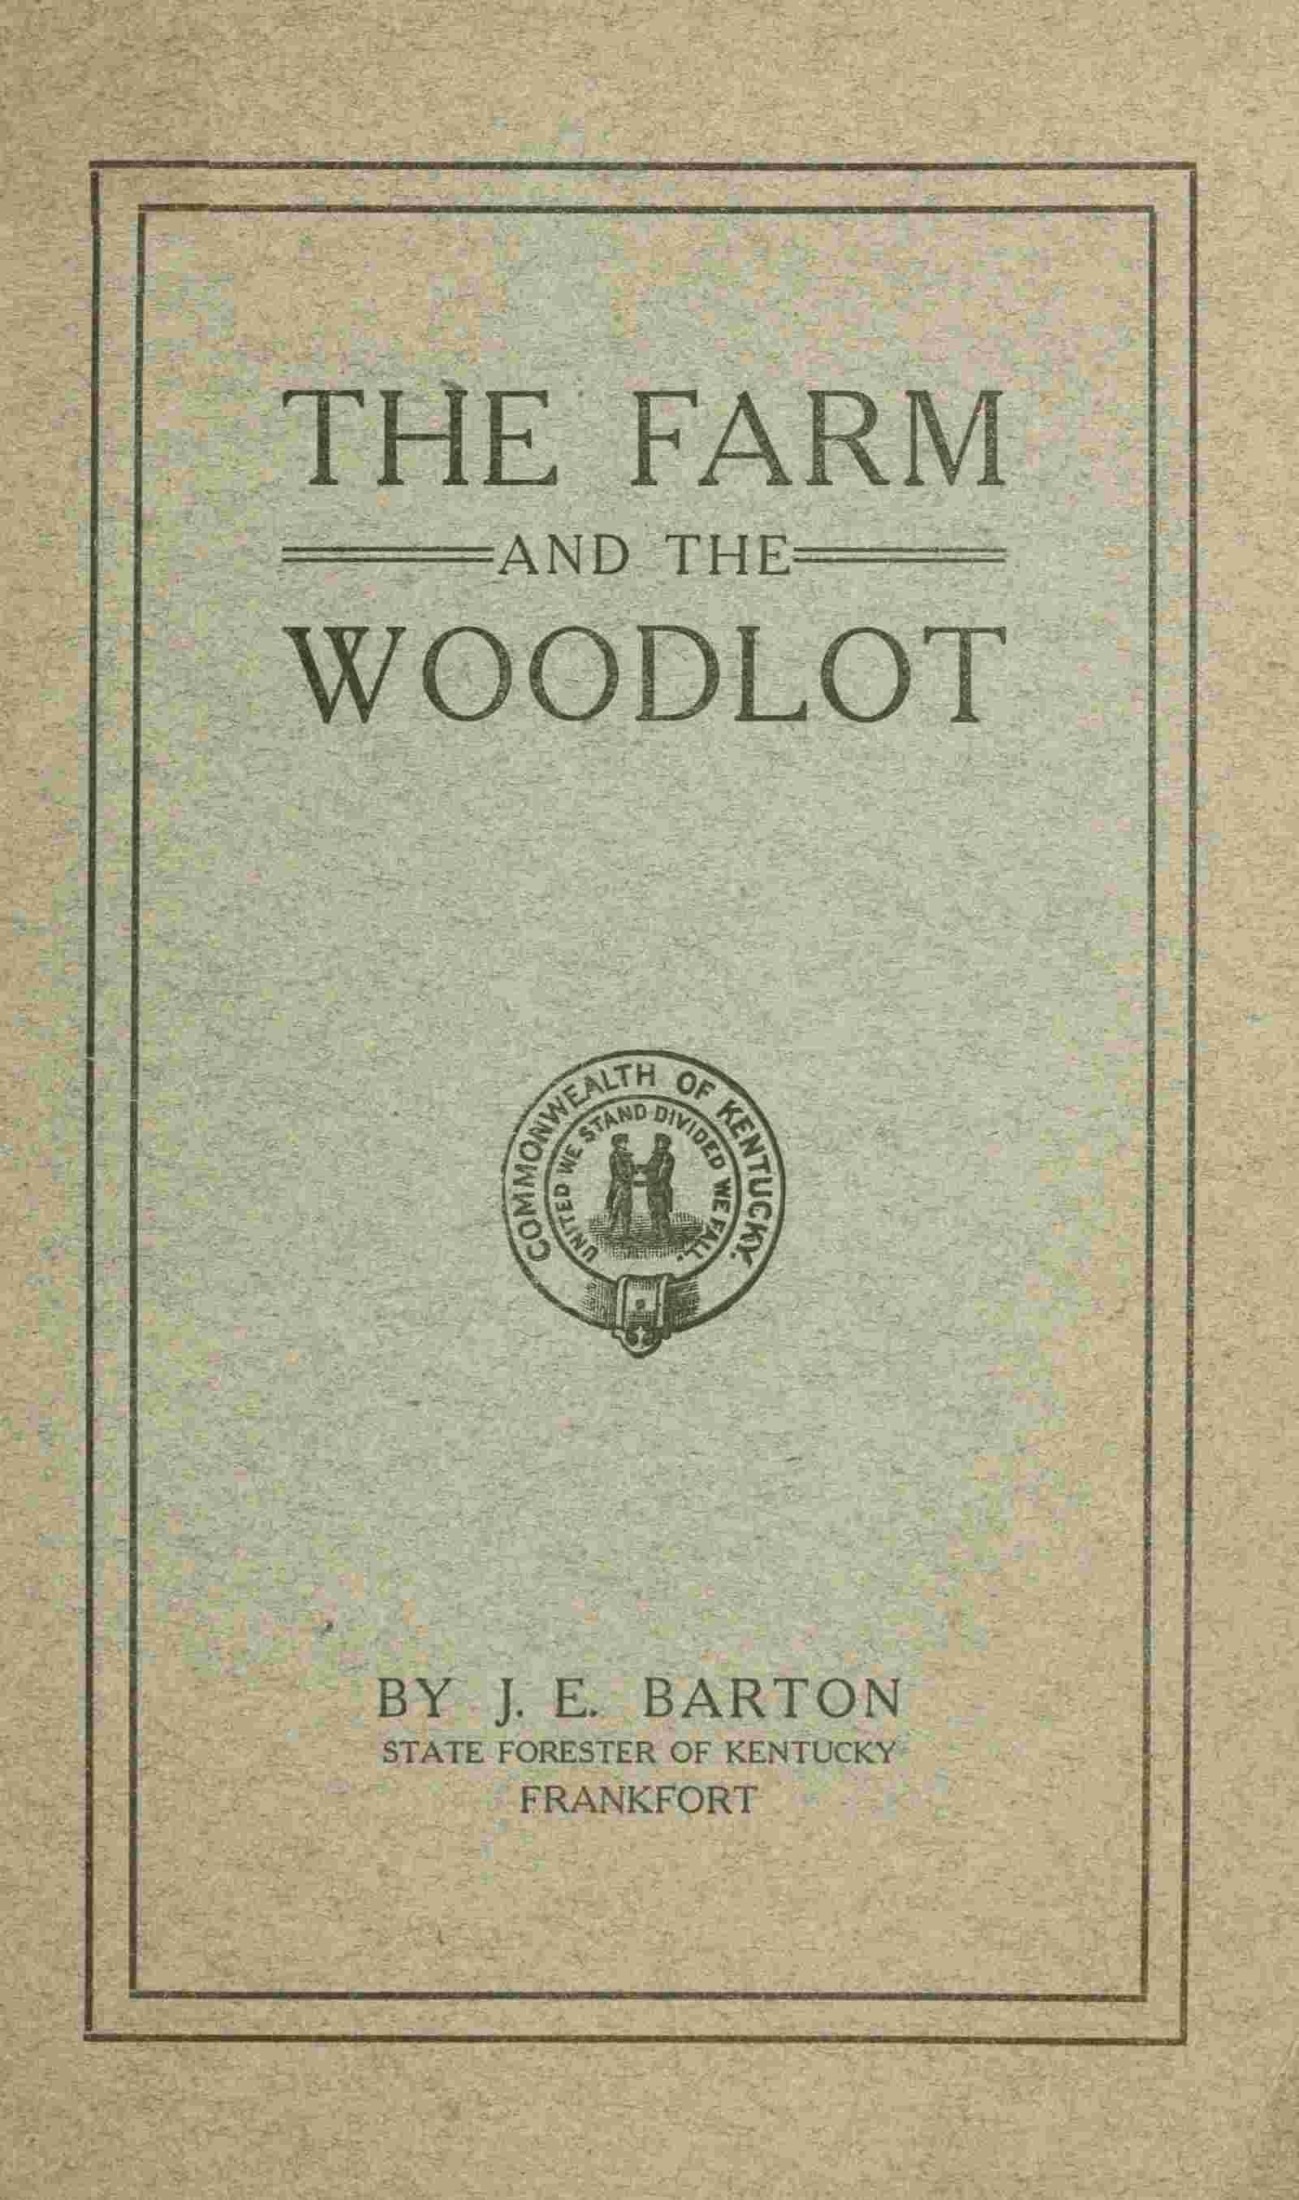 THE FARM
AND THE
WOODLOT
COMMONWEALTH OF KENTUCKY.
UNITED WE STAND DIVIDED WE FALL.
BY J. E. BARTON
STATE FORESTER OF KENTUCKY
FRANKFORT